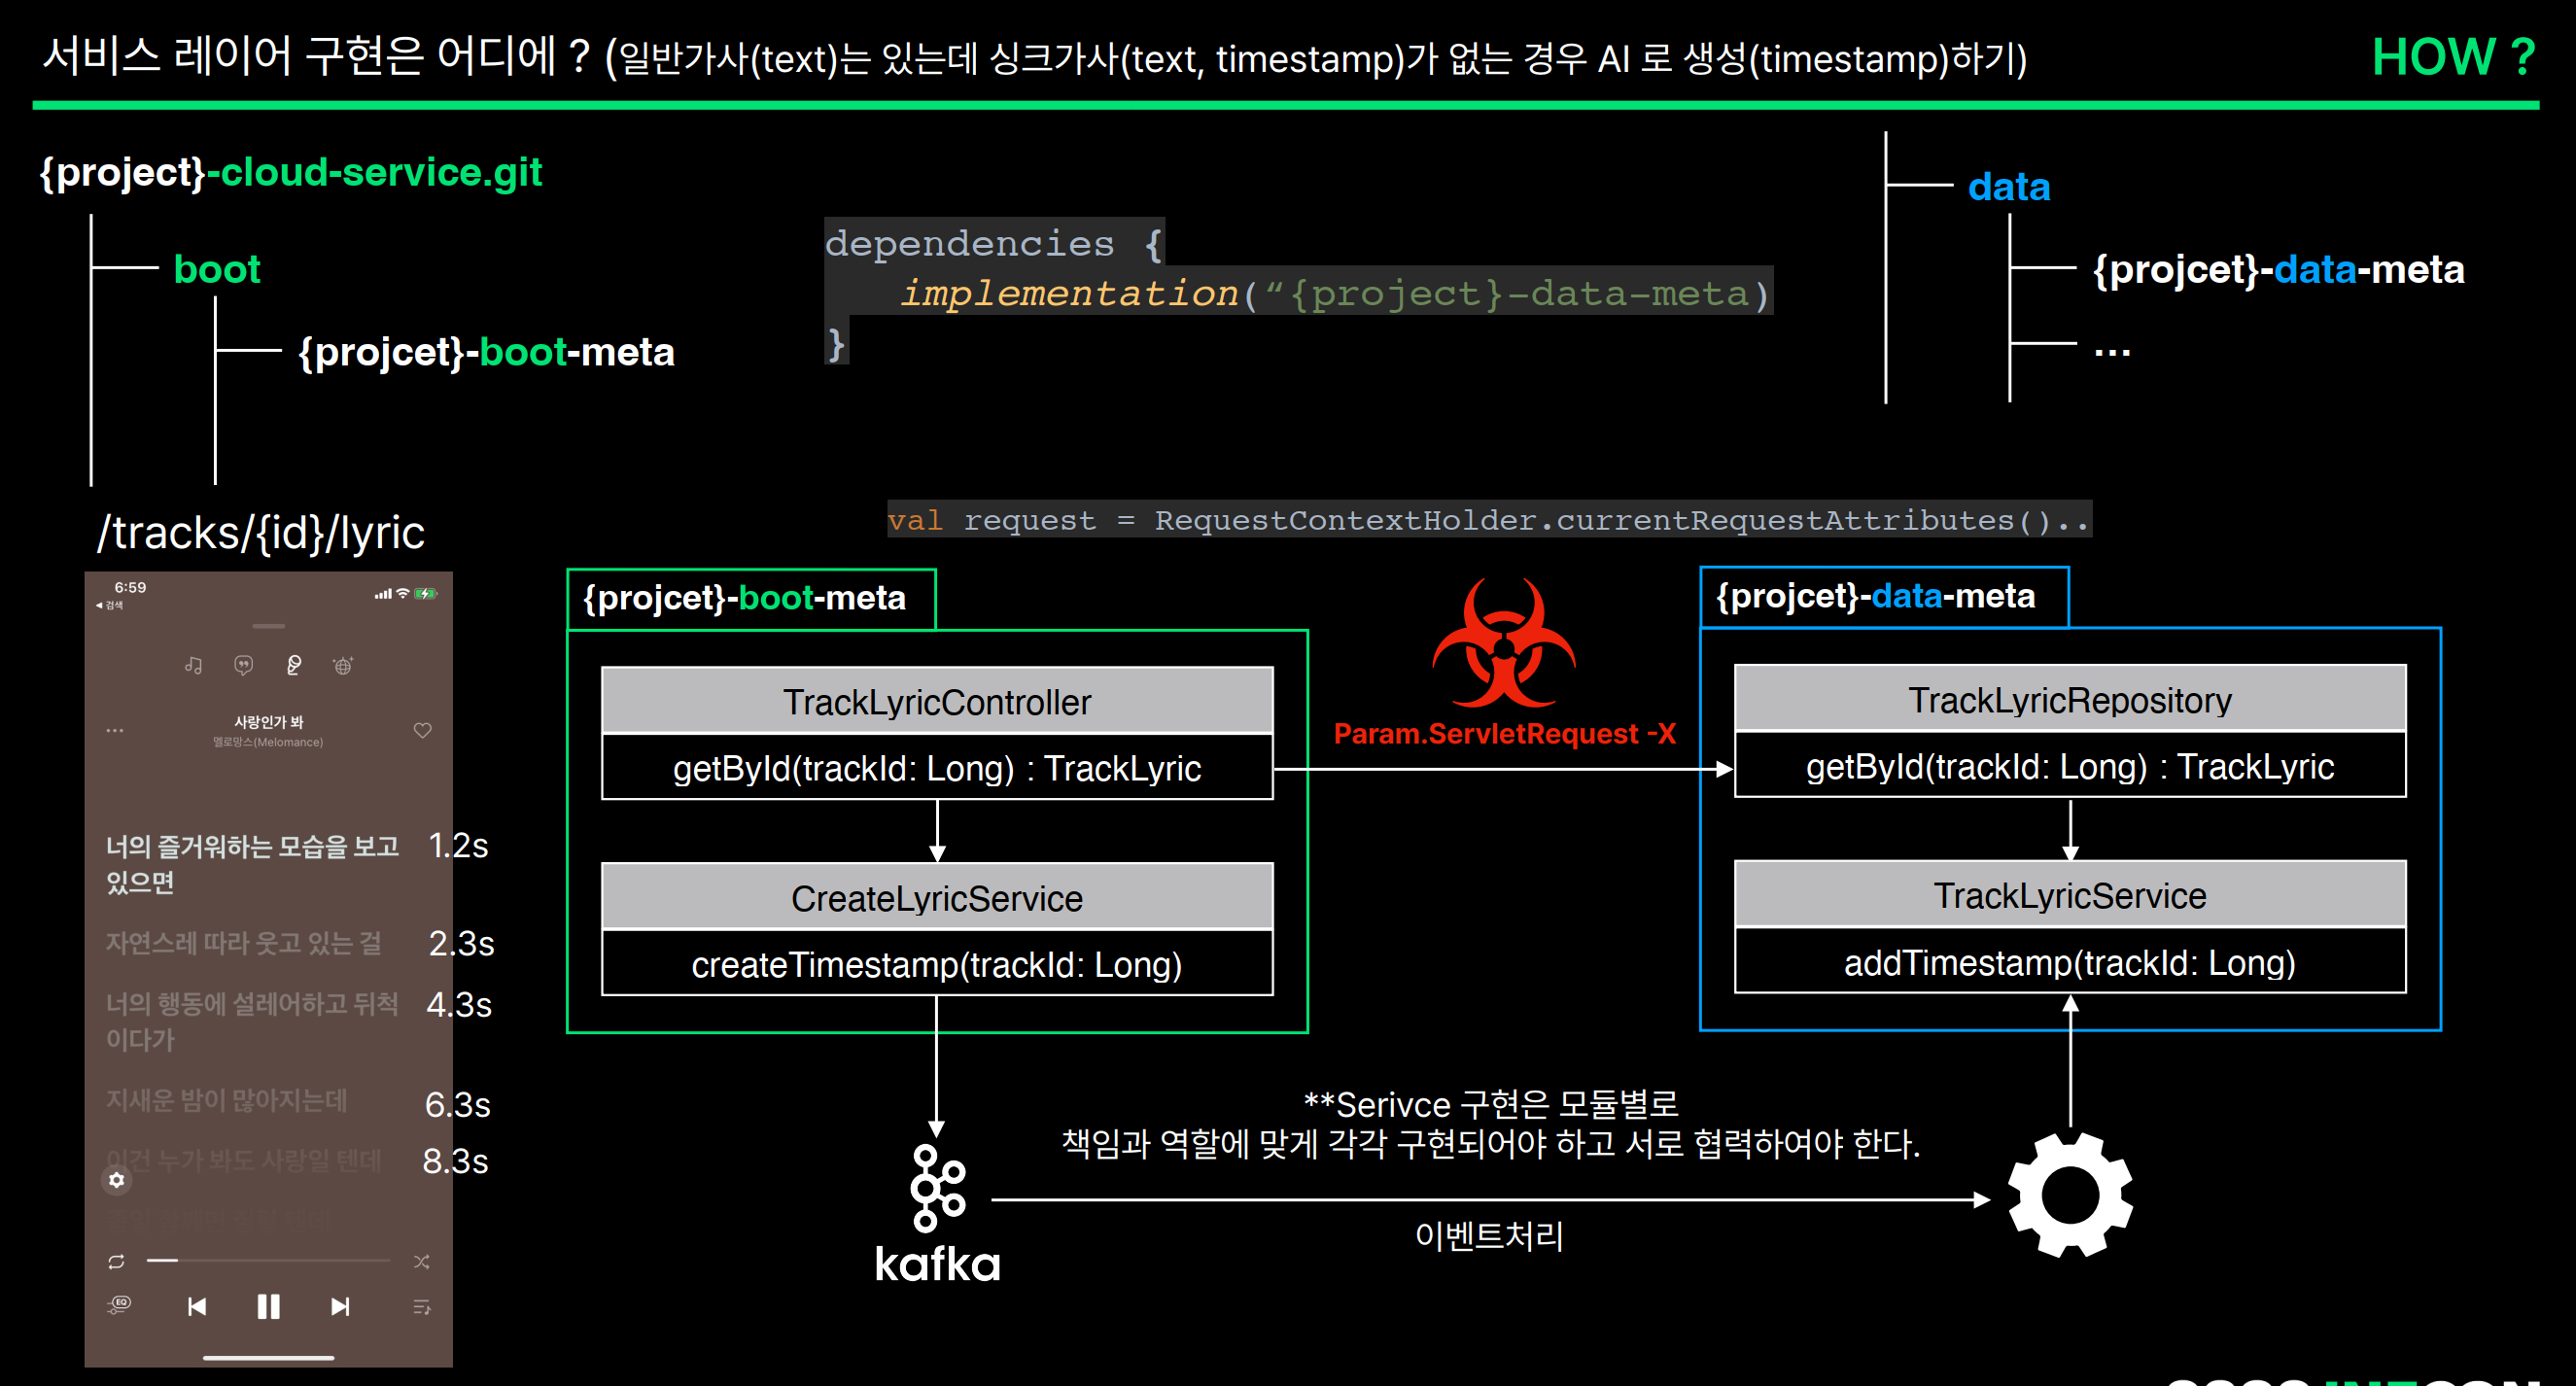 서비스 레이어 구현은 어디에 ? (일반가사(text)는 있는데 싱크가사(text, timestamp)가 없는 경우 AI 로 생성(timestamp)하기)
HOW ?
{project}-cloud-service.git
boot
{projcet}-boot-meta
dependencies {
implementation(“{project}-data-meta)
}
data
{projcet}-data-meta
...
/tracks/{id}/lyric
val request = RequestContextHolder.currentRequestAttributes()..
6:59
◀ 검색
사랑인가 봐
멜로망스(Melomance)
너의 즐거워하는 모습을 보고
있으면
1.2s
자연스레 따라 웃고 있는 걸
2.3s
너의 행동에 설레어하고 뒤척
이다가
4.3s
지새운 밤이 많아지는데
6.3s
이건 누가 봐도 사랑일 텐데
8.3s
EQ
{projcet}-boot-meta
TrackLyricController
getById(trackId: Long) : TrackLyric
CreateLyricService
createTimestamp(trackId: Long)
Param.ServletRequest -X
{projcet}-data-meta
TrackLyricRepository
getById(trackId: Long) : TrackLyric
TrackLyricService
addTimestamp(trackId: Long)
**Serivce 구현은 모듈별로
책임과 역할에 맞게 각각 구현되어야 하고 서로 협력하여야 한다.
kafka
이벤트처리